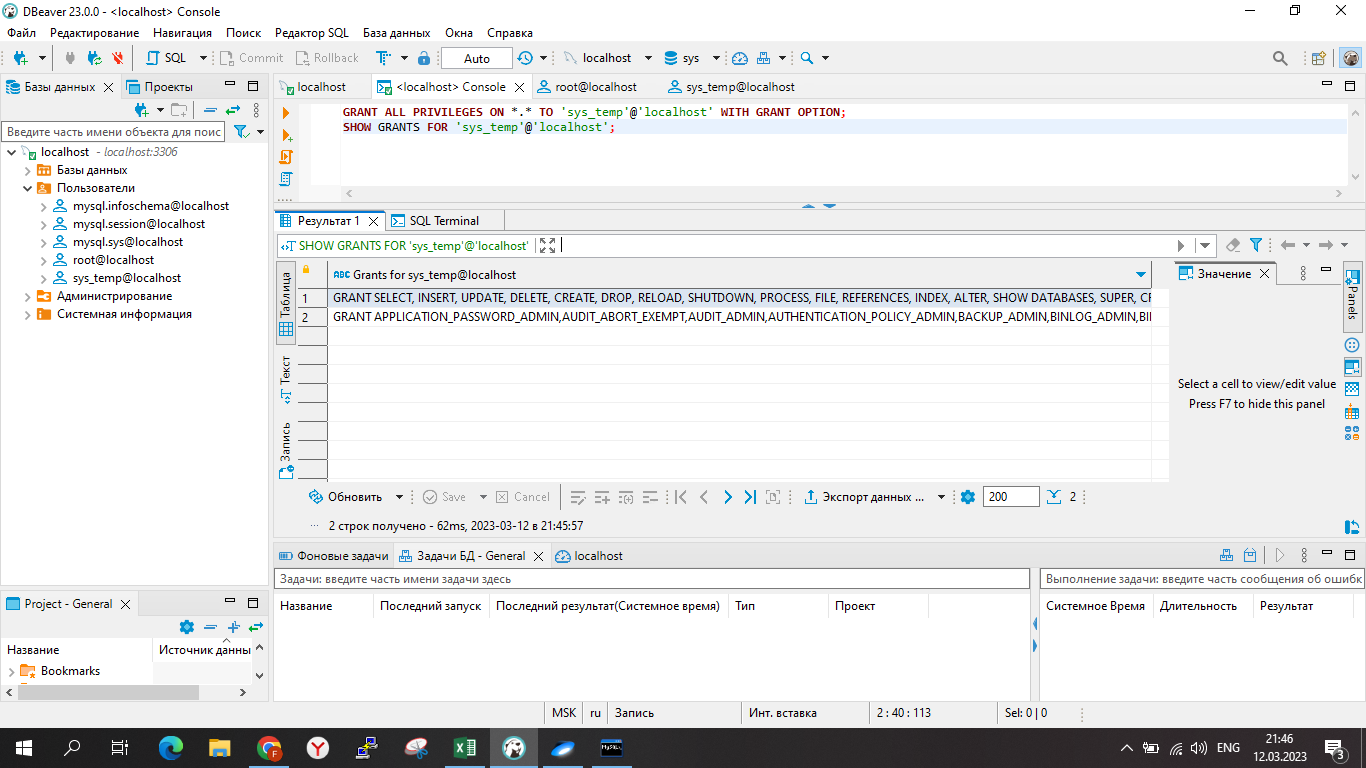 DBeaver 23.0.0 - <localhost> Console
Файл Редактирование Навигация Поиск Редактор SQL База данных Окна Справка
SQL Commit Rollback Auto localhost sys
Базы данных Проекты
localhost <localhost> Console root@localhost sys_temp@localhost
Введите часть имени объекта для поис
localhost - localhost:3306
Базы данных
Пользователи
mysql.infoschema@localhost
mysql.session@localhost
mysql.sys@localhost
root@localhost
sys_temp@localhost
Администрирование
Системная информация
GRANT ALL PRIVILEGES ON *.* TO 'sys_temp'@'localhost' WITH GRANT OPTION;
SHOW GRANTS FOR 'sys_temp'@'localhost';
Результат 1 SQL Terminal
SHOW GRANTS FOR 'sys_temp'@'localhost'
Таблица
Текст
Запись
ABC Grants for sys_temp@localhost
1 GRANT SELECT, INSERT, UPDATE, DELETE, CREATE, DROP, RELOAD, SHUTDOWN, PROCESS, FILE, REFERENCES, INDEX, ALTER, SHOW DATABASES, SUPER, CR
2 GRANT APPLICATION_PASSWORD_ADMIN,AUDIT_ABORT_EXEMPT,AUDIT_ADMIN,AUTHENTICATION_POLICY_ADMIN,BACKUP_ADMIN,BINLOG_ADMIN,BI
Значение
Select a cell to view/edit value
Press F7 to hide this panel
Panels
Обновить Save Cancel Экспорт данных ... 200 2
2 строк получено - 62ms, 2023-03-12 в 21:45:57
Фоновые задачи Задачи БД - General localhost
Задачи: введите часть имени задачи здесь
Название Последний запуск Последний результат(Системное время) Тип Проект
Выполнение задачи: введите часть сообщения об ошибк
Системное Время Длительность Результат
Project - General
Название Источник данны
Bookmarks
MSK ru Запись Инт. вставка 2 : 40 : 113 Sel: 0 | 0
ENG
21:46
12.03.2023
3